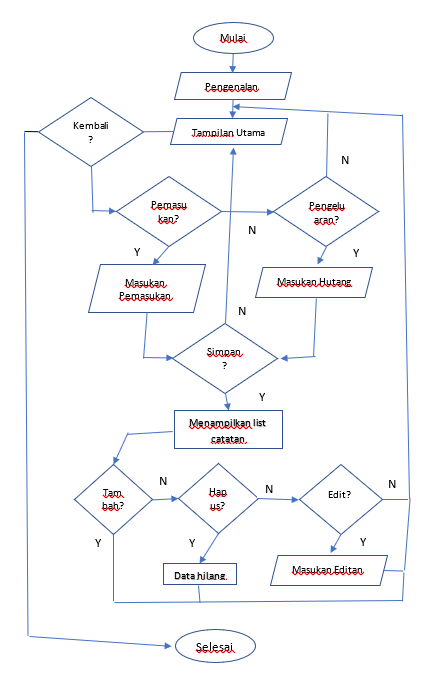 Mulai
Pengenalan
Kembali
?
Tampilan Utama
N
Pemasu
kan?
Pengelu
aran?
N
Y
Y
Masukan
Pemasukan
Masukan Hutang
N
Simpan
?
Y
Menampilkan list
catatan
Tam
bah?
N
Hap
us?
N
Edit?
N
Y
Y
Y
Data hilang
Masukan Editan
Selesai